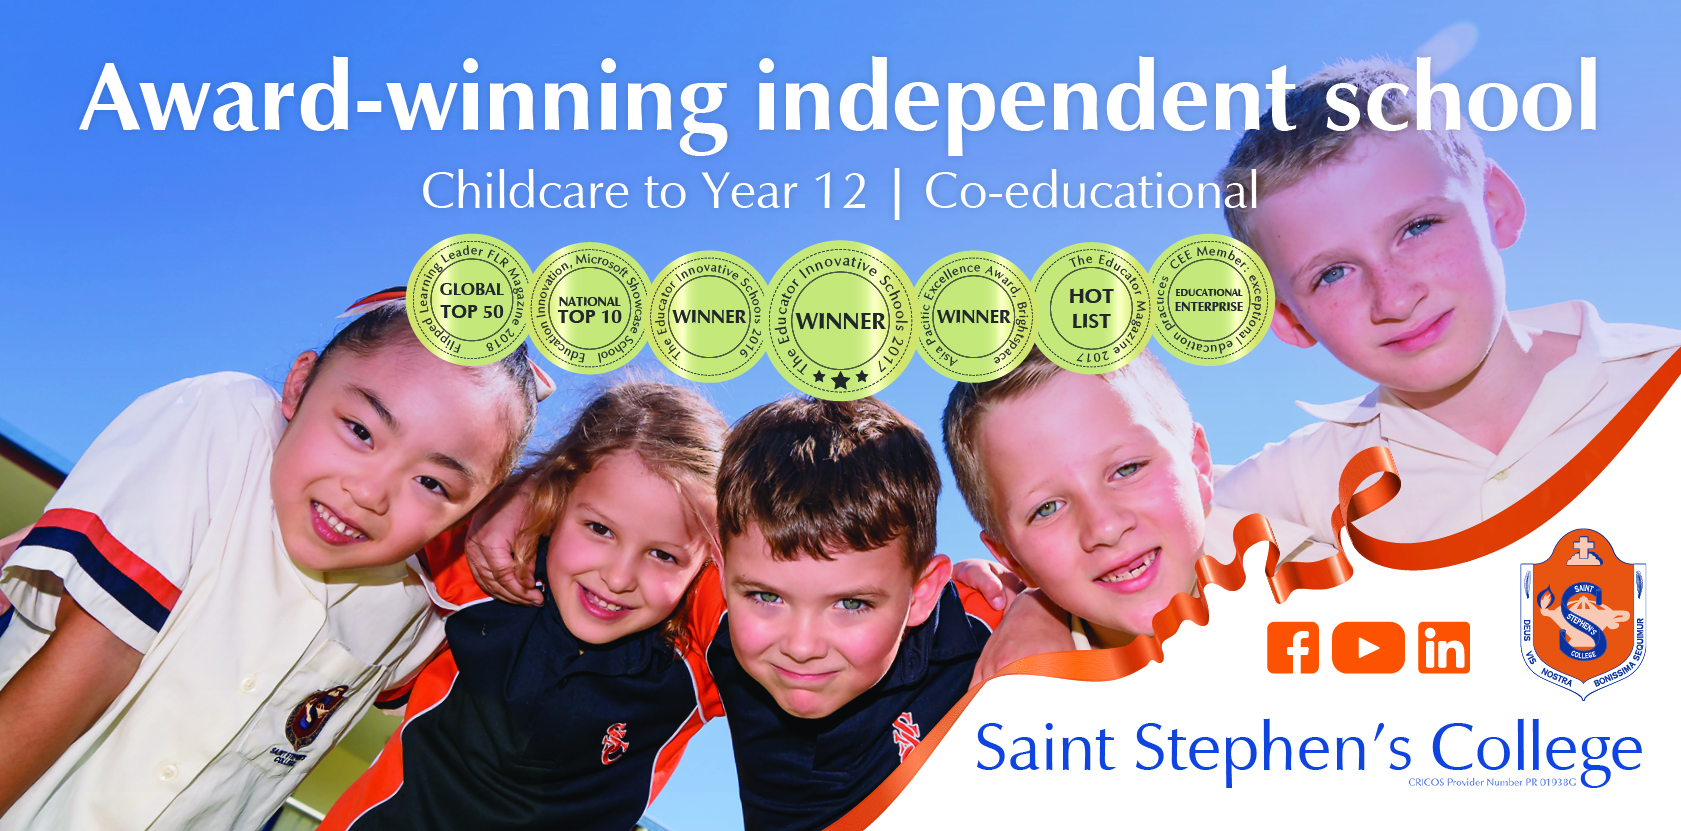 Award-winning independent school
Childcare to Year 12 | Co-educational
Flipped Learning Leader FLR Magazine 2018
GLOBAL
TOP 50
Education Innovation, Microsoft Showcase School
NATIONAL
TOP 10
The Educator Innovative Schools 2016
WINNER
The Educator Innovative Schools 2017
WINNER
Asia Pacific Excellence Award, Brightspace
WINNER
The Educator Magazine 2017
HOT
LIST
CEE Member: exceptional education practices
EDUCATIONAL
ENTERPRISE
SAINT STEPHEN'S
COLLEGE
SAINT
STEPHEN'S
COLLEGE
DEUS VIS NOSTRA BONISSIMA SEQUIMUR
Saint Stephen's College
CRICOS Provider Number PR 01938G